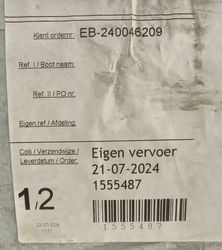 Klant ordernr: EB-240046209
Ref. I / Boot naam:
Ref. II / PO nr.
Eigen ref / Afdeling.
Colli / Verzendwijze / Eigen vervoer
Leverdatum / Order: 21-07-2024
1555487
1/2
1555487